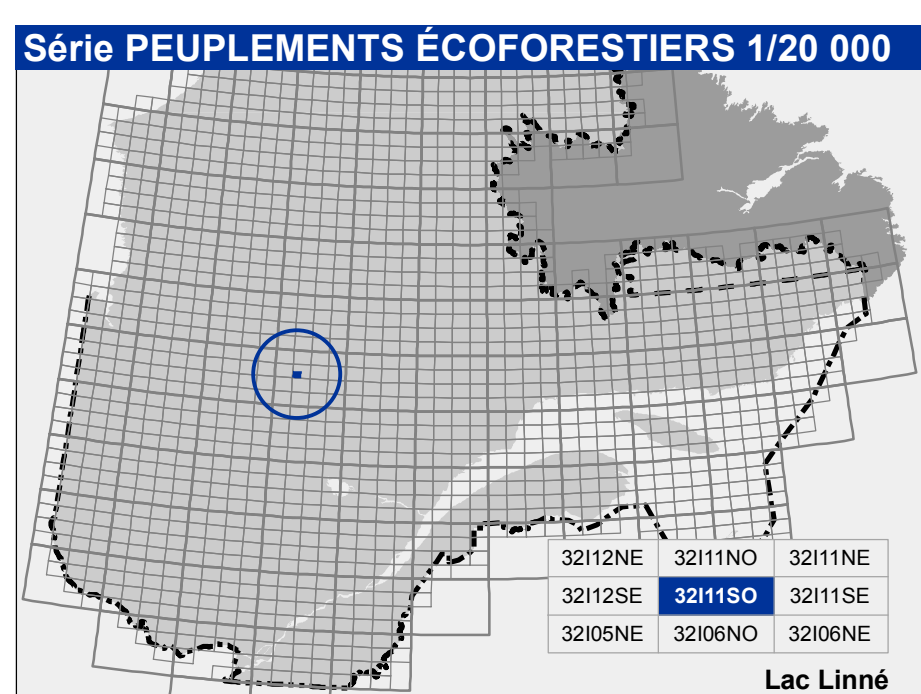 Série PEUPLEMENTS ÉCOFORESTIERS 1/20 000
32I12NE 32I11NO 32I11NE
32I12SE 32I11SO 32I11SE
32I05NE 32I06NO 32I06NE
Lac Linné